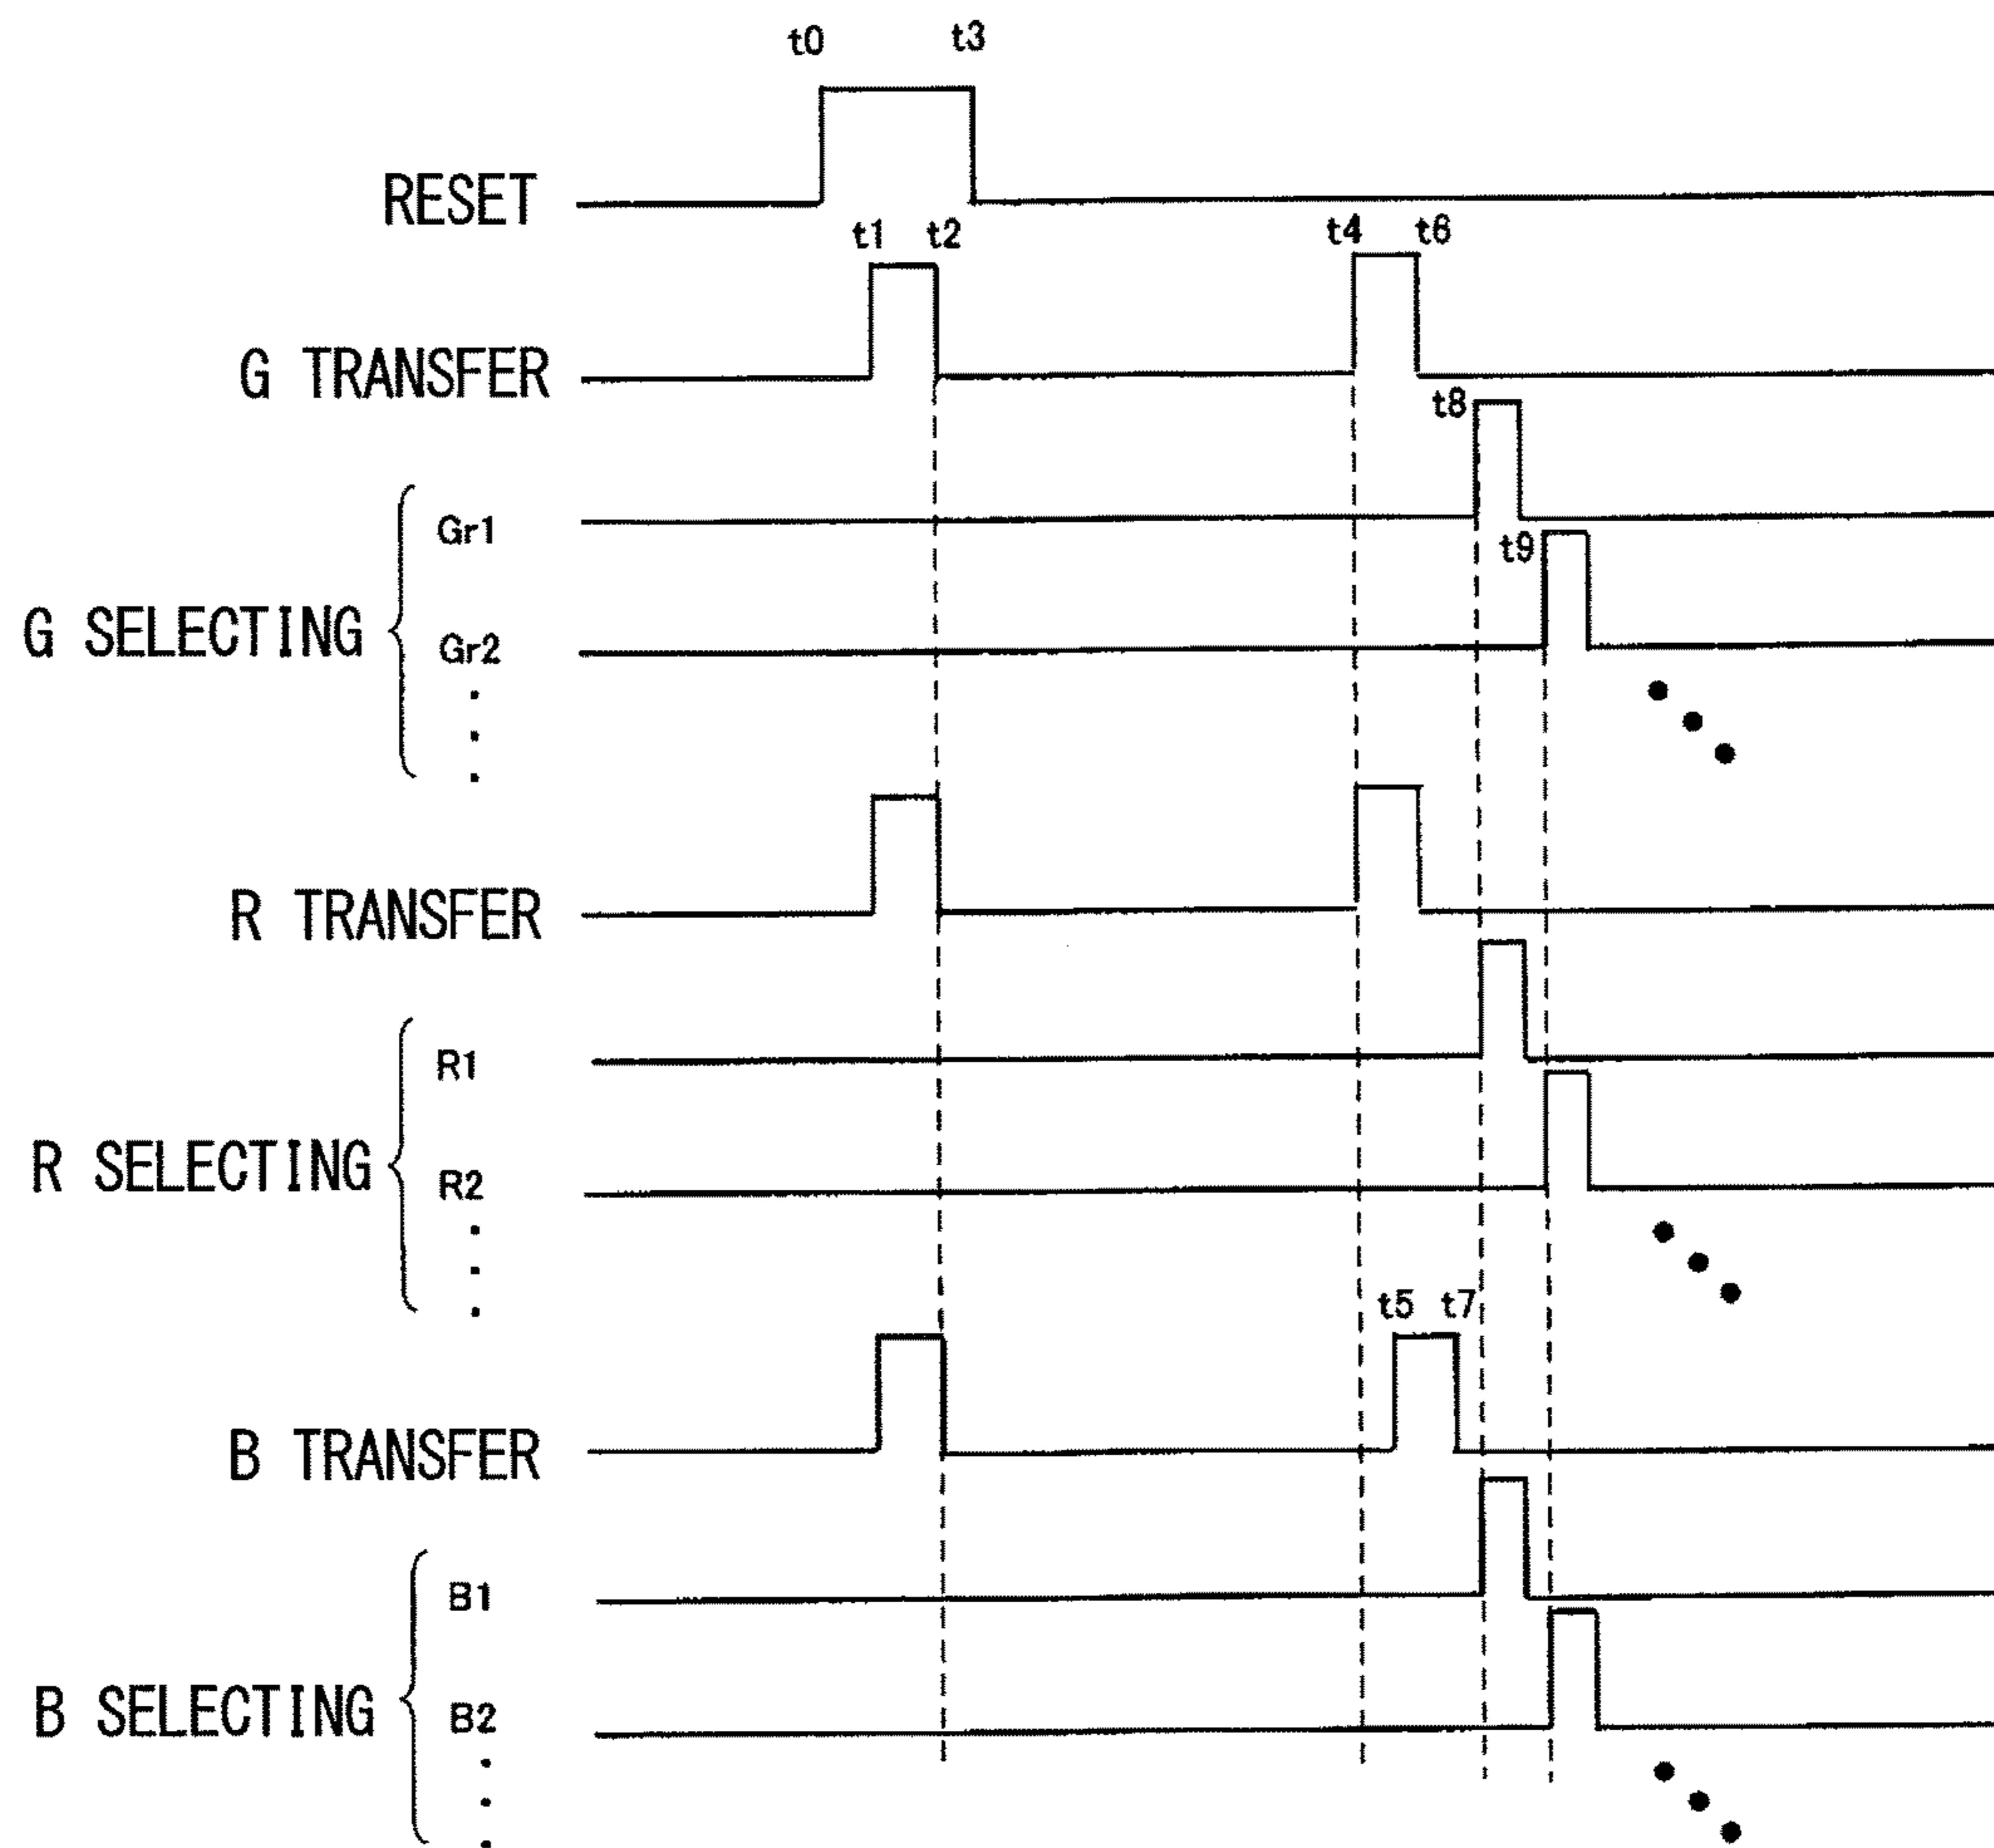 t0 t3
RESET
t1 t2 t4 t6
G TRANSFER
t8
Gr1
t9
G SELECTING
Gr2
R TRANSFER
R1
R SELECTING
R2
t5 t7
B TRANSFER
B1
B SELECTING
B2